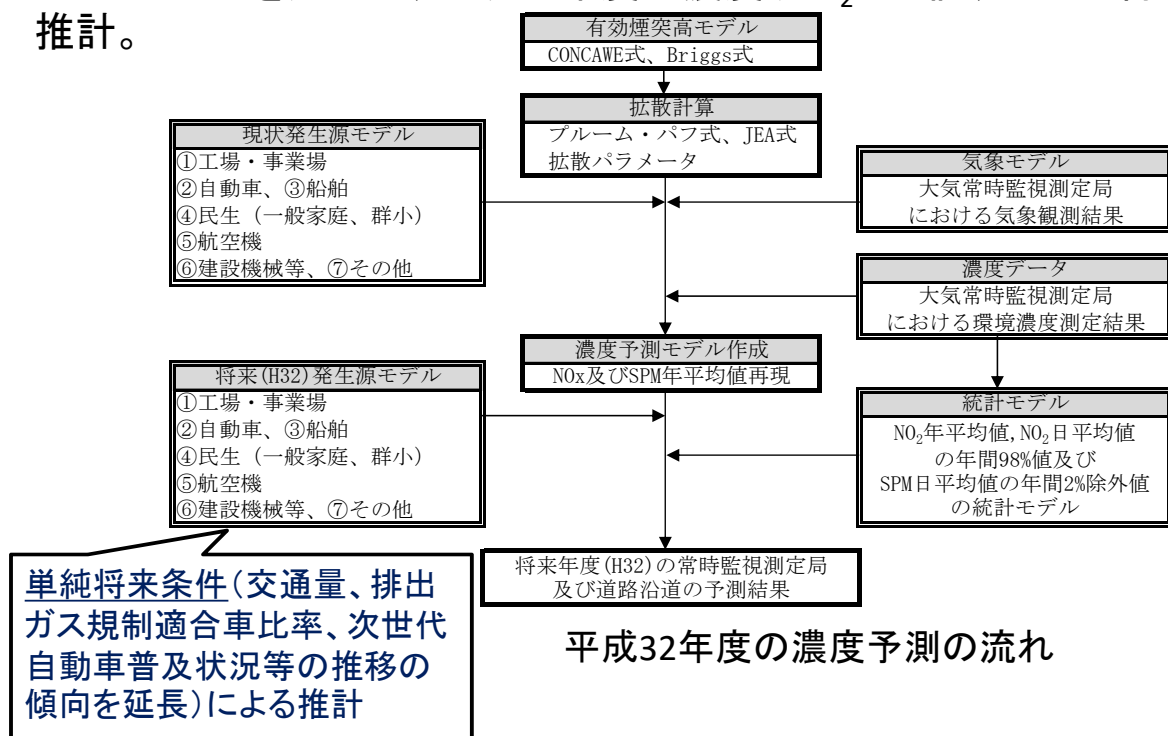 推計。
有効煙突高モデル
CONCAWE式、Briggs式
拡散計算
プルーム・パフ式、JEA式
拡散パラメータ
現状発生源モデル
①工場・事業場
②自動車、③船舶
④民生（一般家庭、群小）
⑤航空機
⑥建設機械等、⑦その他
気象モデル
大気常時監視測定局
における気象観測結果
濃度データ
大気常時監視測定局
における環境濃度測定結果
濃度予測モデル作成
NOx及びSPM年平均値再現
将来(H32)発生源モデル
①工場・事業場
②自動車、③船舶
④民生（一般家庭、群小）
⑤航空機
⑥建設機械等、⑦その他
統計モデル
NO₂年平均値,NO₂日平均値
の年間98%値及び
SPM日平均値の年間2%除外値
の統計モデル
将来年度(H32)の常時監視測定局
及び道路沿道の予測結果
単純将来条件(交通量、排出
ガス規制適合車比率、次世代
自動車普及状況等の推移の
傾向を延長)による推計
平成32年度の濃度予測の流れ